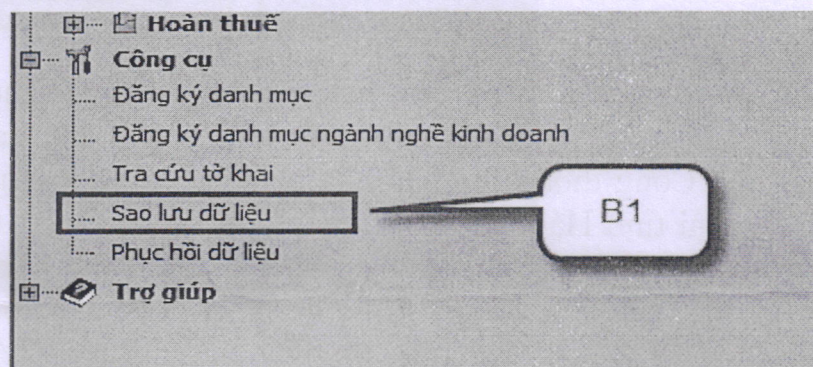 Hoàn thuế
Công cụ
Đăng ký danh mục
Đăng ký danh mục ngành nghề kinh doanh
Tra cứu tờ khai
Sao lưu dữ liệu
B1
Phục hồi dữ liệu
Trợ giúp